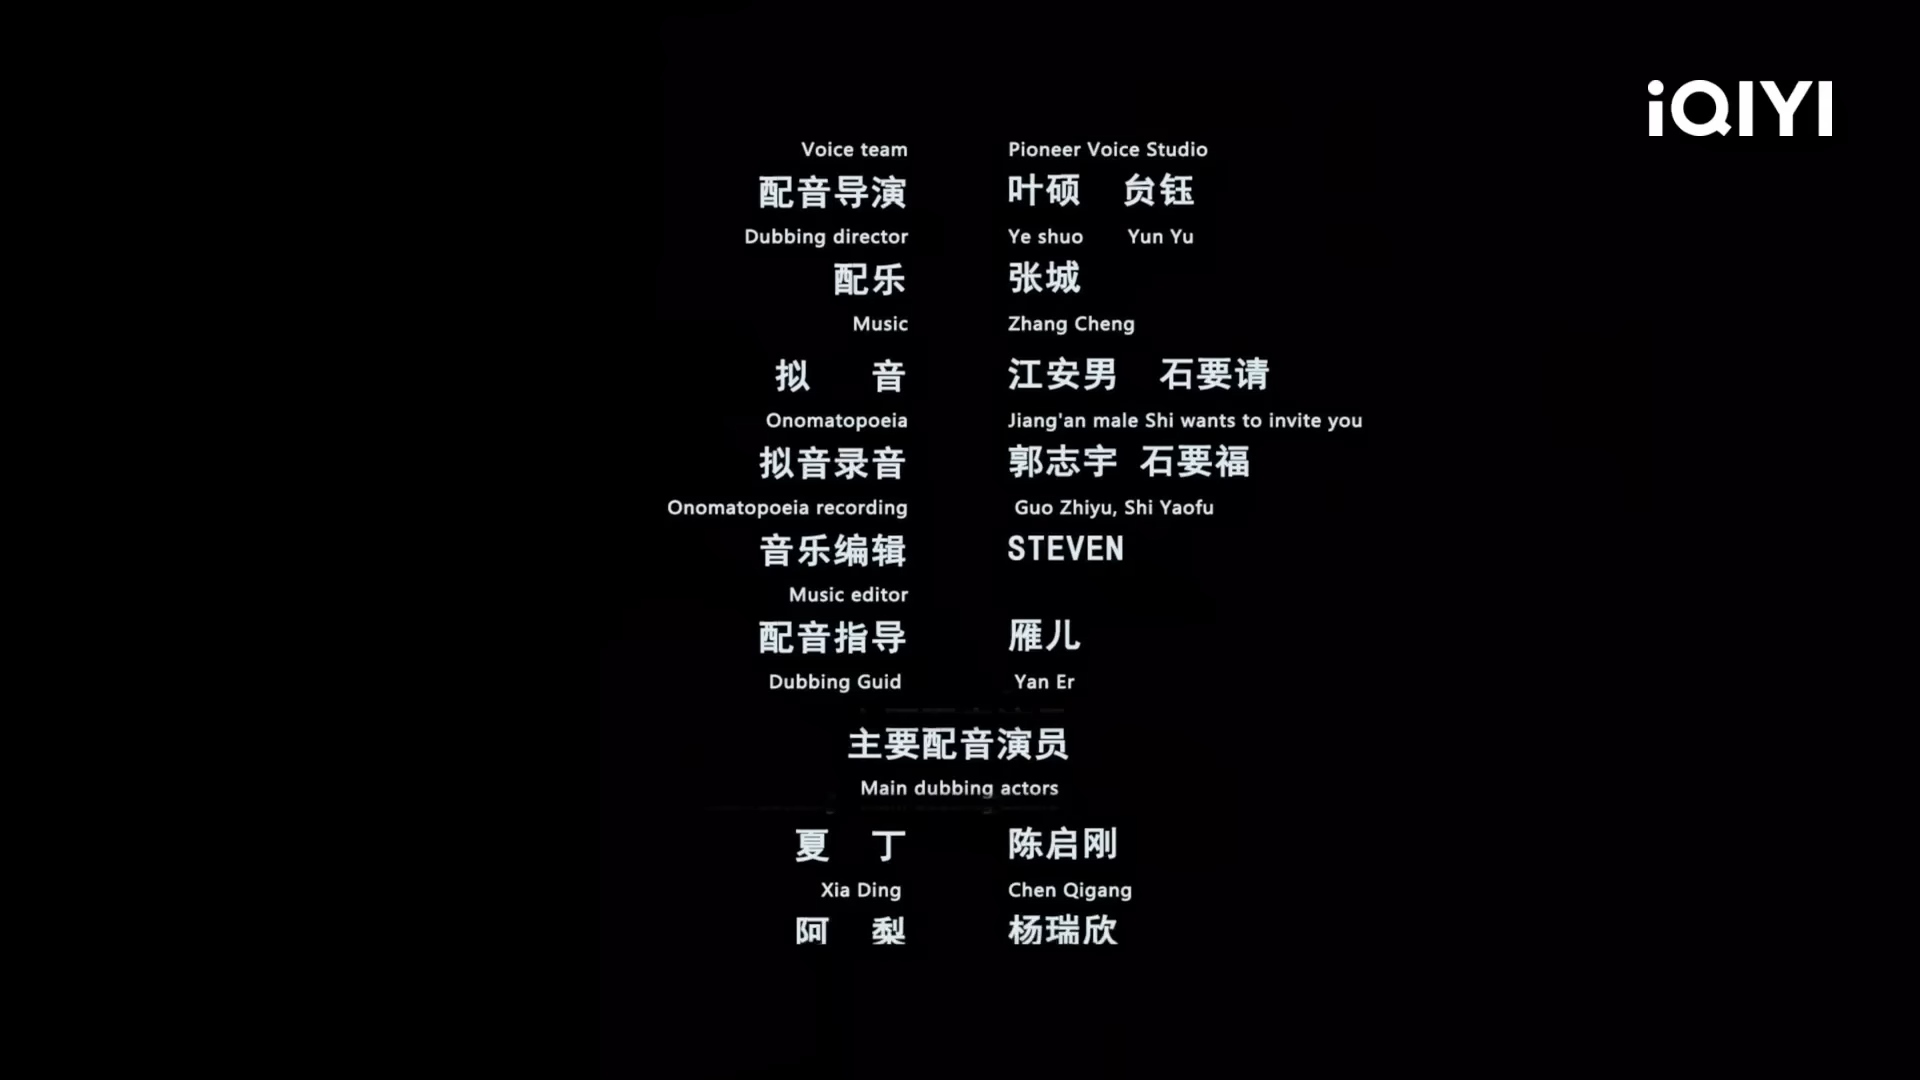 iQIYI
Voice team Pioneer Voice Studio
配音导演 叶硕 贠钰
Dubbing director Ye shuo Yun Yu
配乐 张城
Music Zhang Cheng
拟 音 江安男 石要请
Onomatopoeia Jiang'an male Shi wants to invite you
拟音录音 郭志宇 石要福
Onomatopoeia recording Guo Zhiyu, Shi Yaofu
音乐编辑 STEVEN
Music editor
配音指导 雁儿
Dubbing Guid Yan Er
主要配音演员
Main dubbing actors
夏 丁 陈启刚
Xia Ding Chen Qigang
阿 梨 杨瑞欣